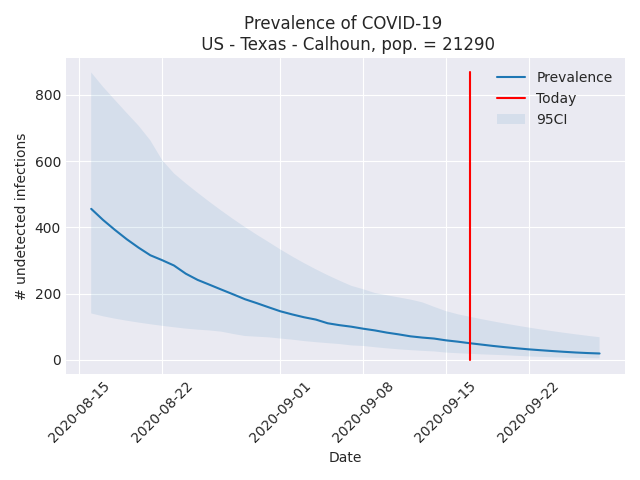 Prevalence of COVID-19
US - Texas - Calhoun, pop. = 21290
Prevalence
Today
95CI
# undetected infections
800
600
400
200
0
2020-08-15
2020-08-22
2020-09-01
2020-09-08
2020-09-15
2020-09-22
Date